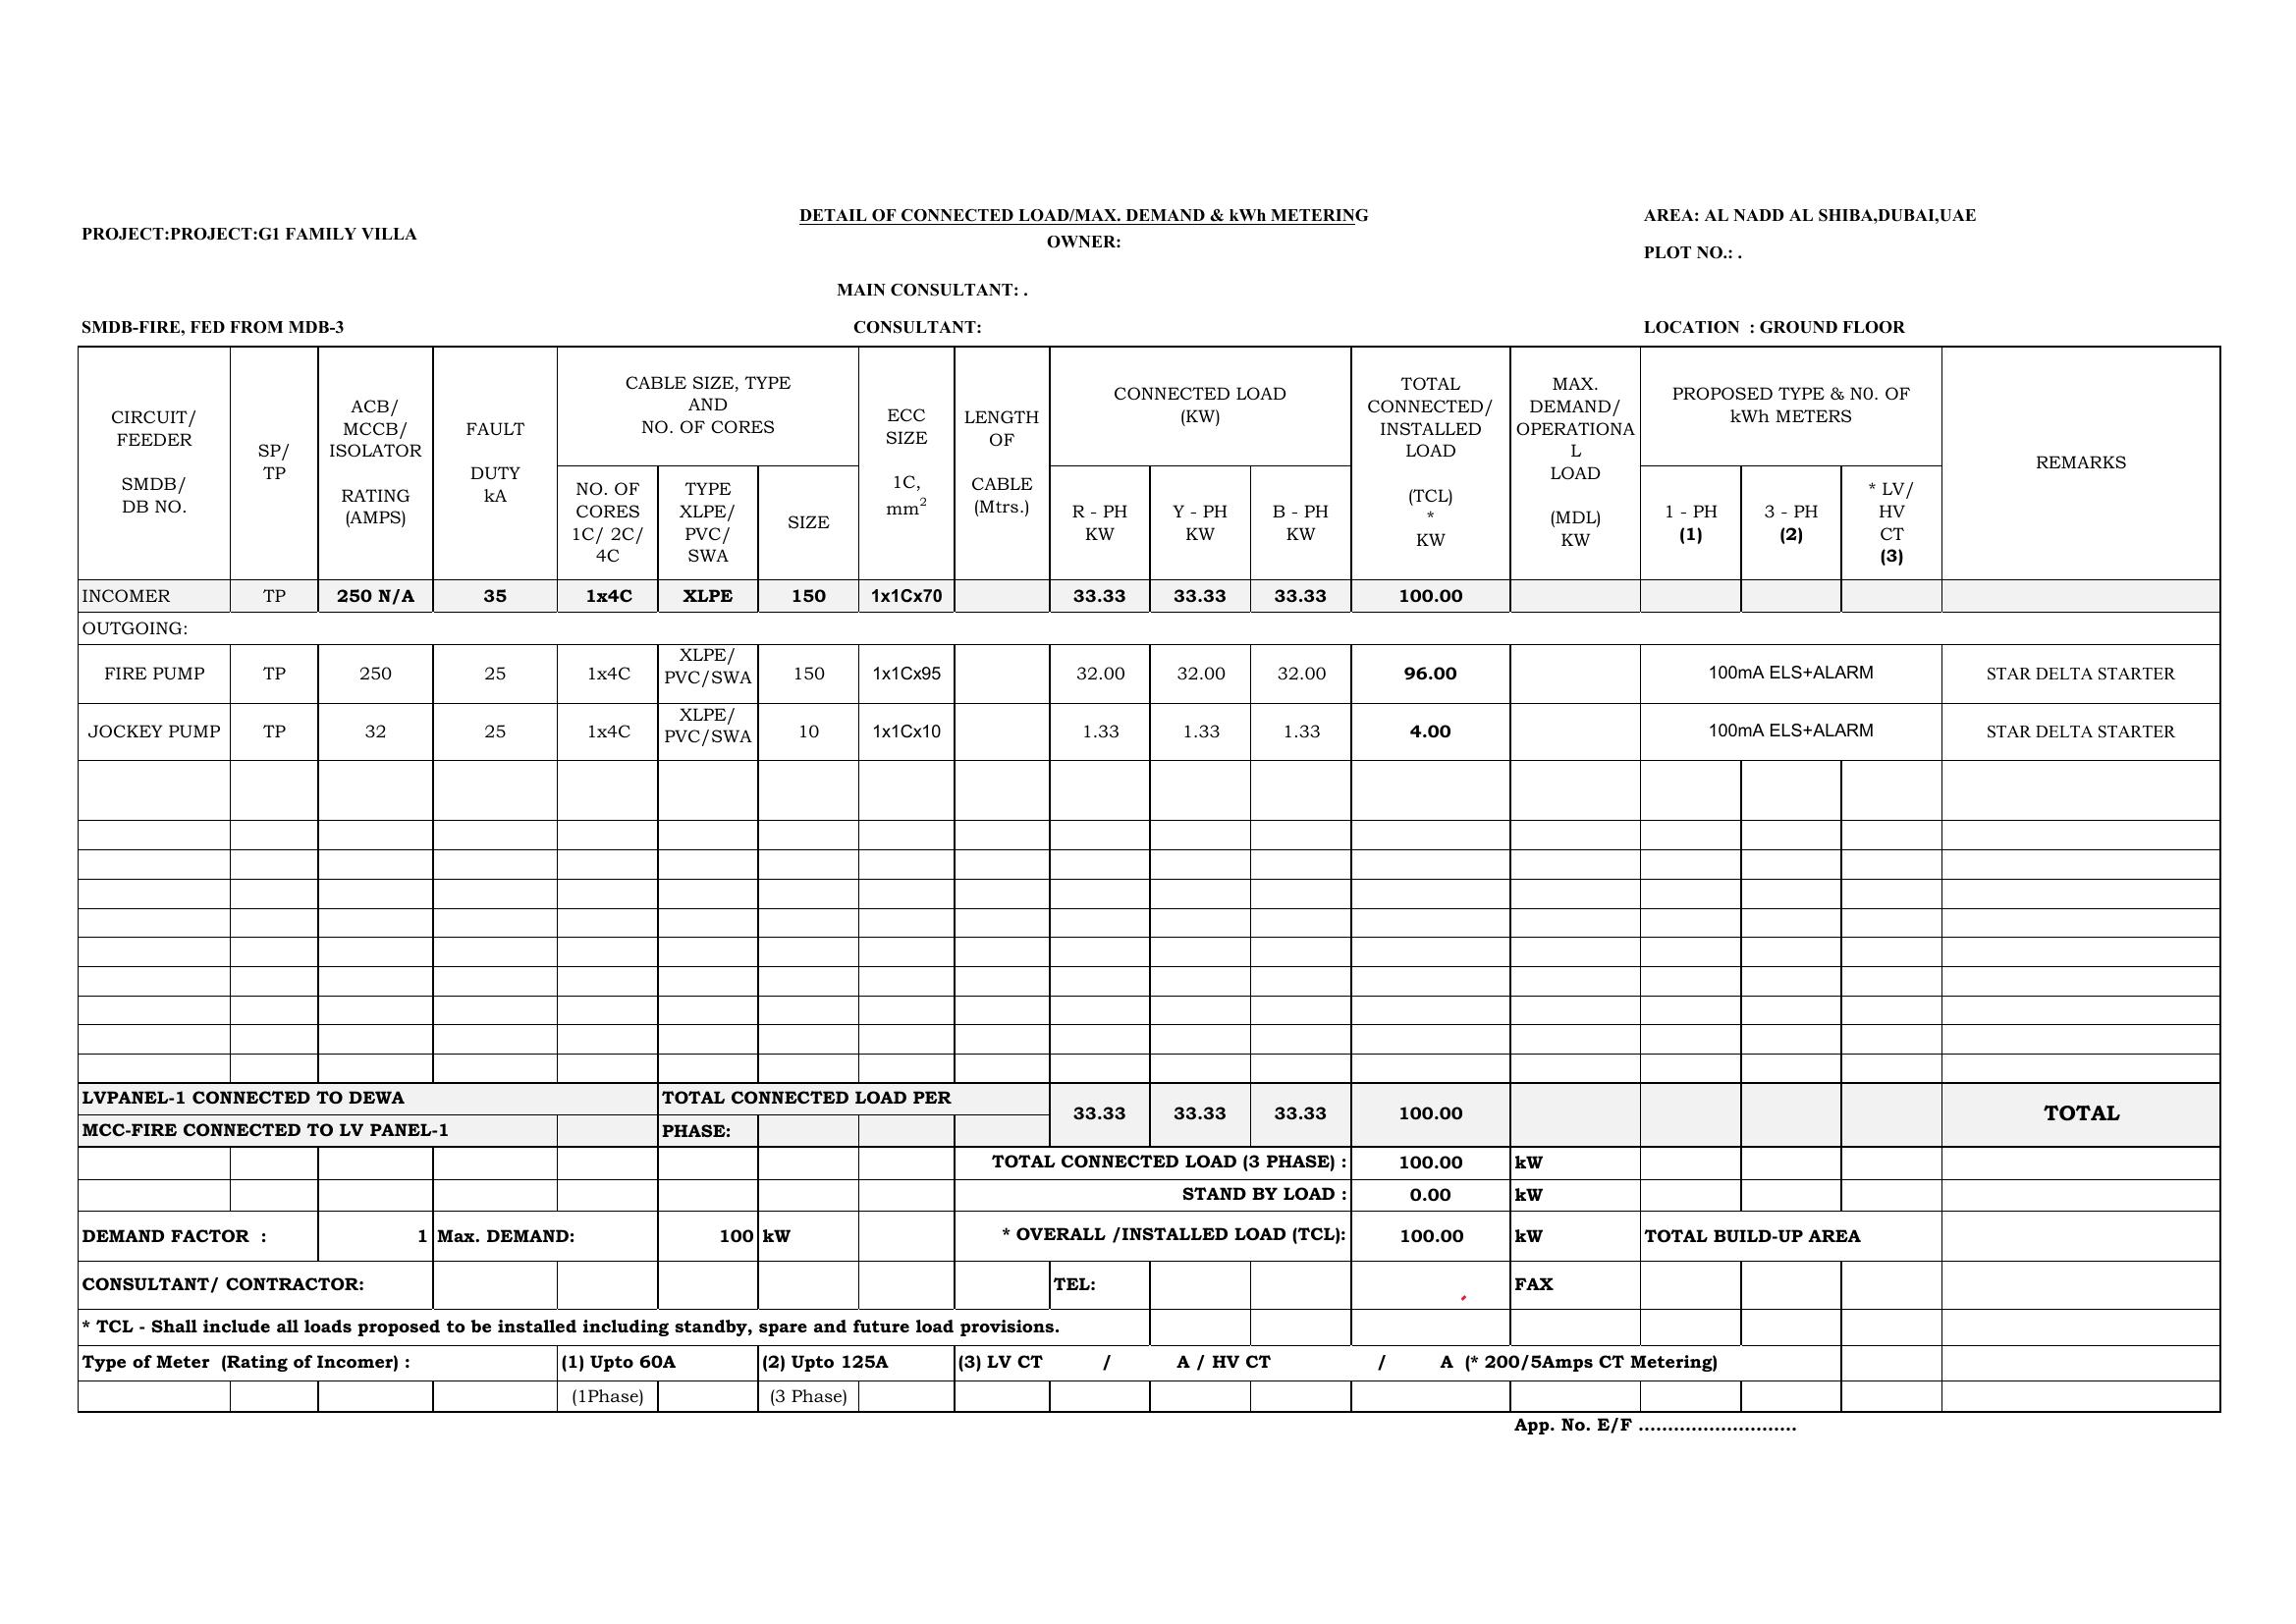 DETAIL OF CONNECTED LOAD/MAX. DEMAND & kWh METERING
AREA: AL NADD AL SHIBA,DUBAI,UAE
PROJECT:PROJECT:G1 FAMILY VILLA
OWNER:
PLOT NO.: .
MAIN CONSULTANT: .
SMDB-FIRE, FED FROM MDB-3
CONSULTANT:
LOCATION : GROUND FLOOR
CIRCUIT/
FEEDER
SMDB/
DB NO.
SP/
TP
ACB/
MCCB/
ISOLATOR
RATING
(AMPS)
FAULT
DUTY
kA
CABLE SIZE, TYPE
AND
NO. OF CORES
NO. OF
CORES
1C/ 2C/
4C
TYPE
XLPE/
PVC/
SWA
SIZE
ECC
SIZE
1C,
mm2
LENGTH
OF
CABLE
(Mtrs.)
CONNECTED LOAD
(KW)
R - PH
KW
Y - PH
KW
B - PH
KW
TOTAL
CONNECTED/
INSTALLED
LOAD
(TCL)
*
KW
MAX.
DEMAND/
OPERATIONA
L
LOAD
(MDL)
KW
PROPOSED TYPE & N0. OF
kWh METERS
1 - PH
(1)
3 - PH
(2)
* LV/
HV
CT
(3)
REMARKS
INCOMER TP 250 N/A 35 1x4C XLPE 150 1x1Cx70 33.33 33.33 33.33 100.00
OUTGOING:
FIRE PUMP TP 250 25 1x4C XLPE/
PVC/SWA 150 1x1Cx95 32.00 32.00 32.00 96.00 100mA ELS+ALARM STAR DELTA STARTER
JOCKEY PUMP TP 32 25 1x4C XLPE/
PVC/SWA 10 1x1Cx10 1.33 1.33 1.33 4.00 100mA ELS+ALARM STAR DELTA STARTER
LVPANEL-1 CONNECTED TO DEWA
MCC-FIRE CONNECTED TO LV PANEL-1
TOTAL CONNECTED LOAD PER
PHASE:
33.33 33.33 33.33 100.00 TOTAL
TOTAL CONNECTED LOAD (3 PHASE) : 100.00 kW
STAND BY LOAD : 0.00 kW
DEMAND FACTOR : 1 Max. DEMAND: 100 kW * OVERALL /INSTALLED LOAD (TCL): 100.00 kW TOTAL BUILD-UP AREA
CONSULTANT/ CONTRACTOR: TEL: FAX
* TCL - Shall include all loads proposed to be installed including standby, spare and future load provisions.
Type of Meter (Rating of Incomer) : (1) Upto 60A (2) Upto 125A (3) LV CT / A / HV CT / A (* 200/5Amps CT Metering)
(1Phase) (3 Phase)
App. No. E/F ...........................